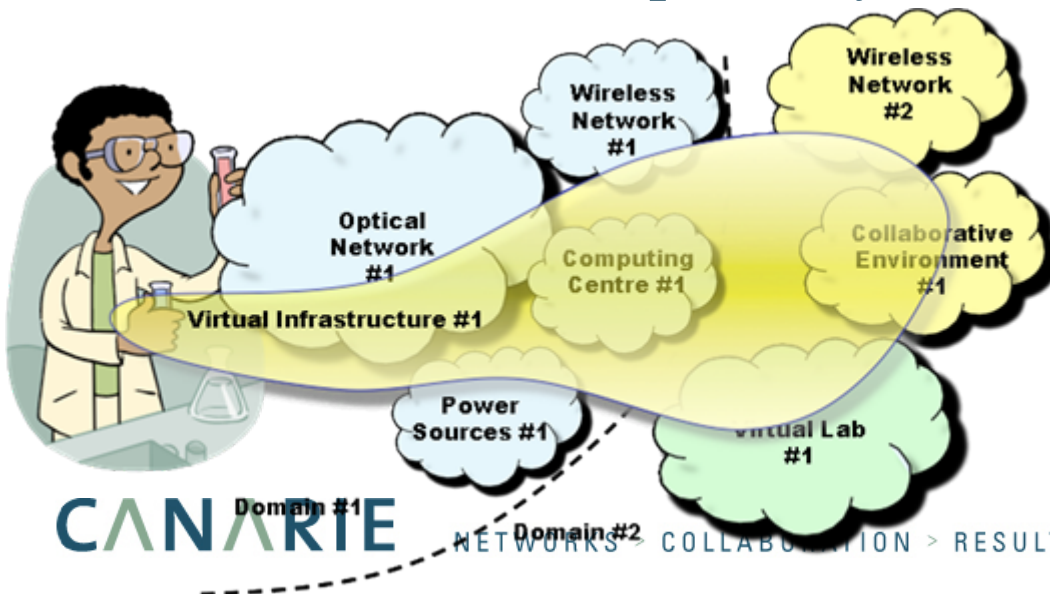 Wireless
Network
#1
Wireless
Network
#2
Optical
Network
#1
Computing
Centre #1
Collaborative
Environment
#1
Virtual Infrastructure #1
Power
Sources #1
Virtual Lab
#1
Domain #1
CANARIE
Domain #2
NETWORKS > COLLABORATION > RESUL